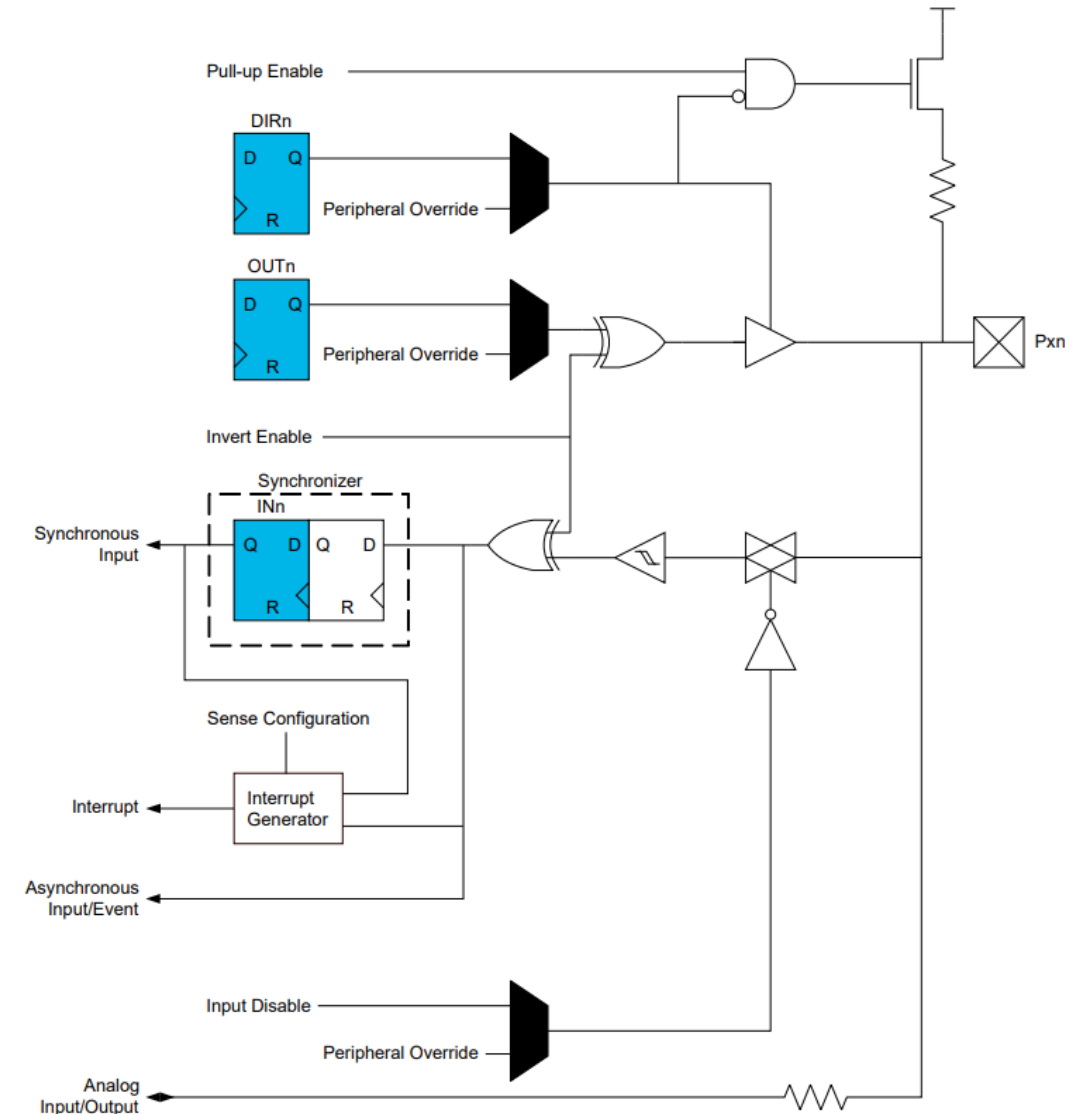 Pull-up Enable
DIRn
D Q
Peripheral Override
R
OUTn
D Q
Peripheral Override
R
Pxn
Invert Enable
Synchronizer
INn
Synchronous
Input
Q D Q D
R R
Sense Configuration
Interrupt
Interrupt
Generator
Asynchronous
Input/Event
Input Disable
Peripheral Override
Analog
Input/Output